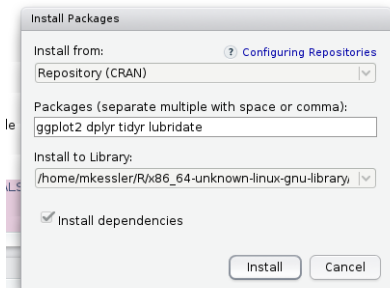 Install Packages
Install from:
? Configuring Repositories
Repository (CRAN)
Packages (separate multiple with space or comma):
ggplot2 dplyr tidyr lubridate
Install to Library:
/home/mkessler/R/x86_64-unknown-linux-gnu-library/
Install dependencies
Install
Cancel